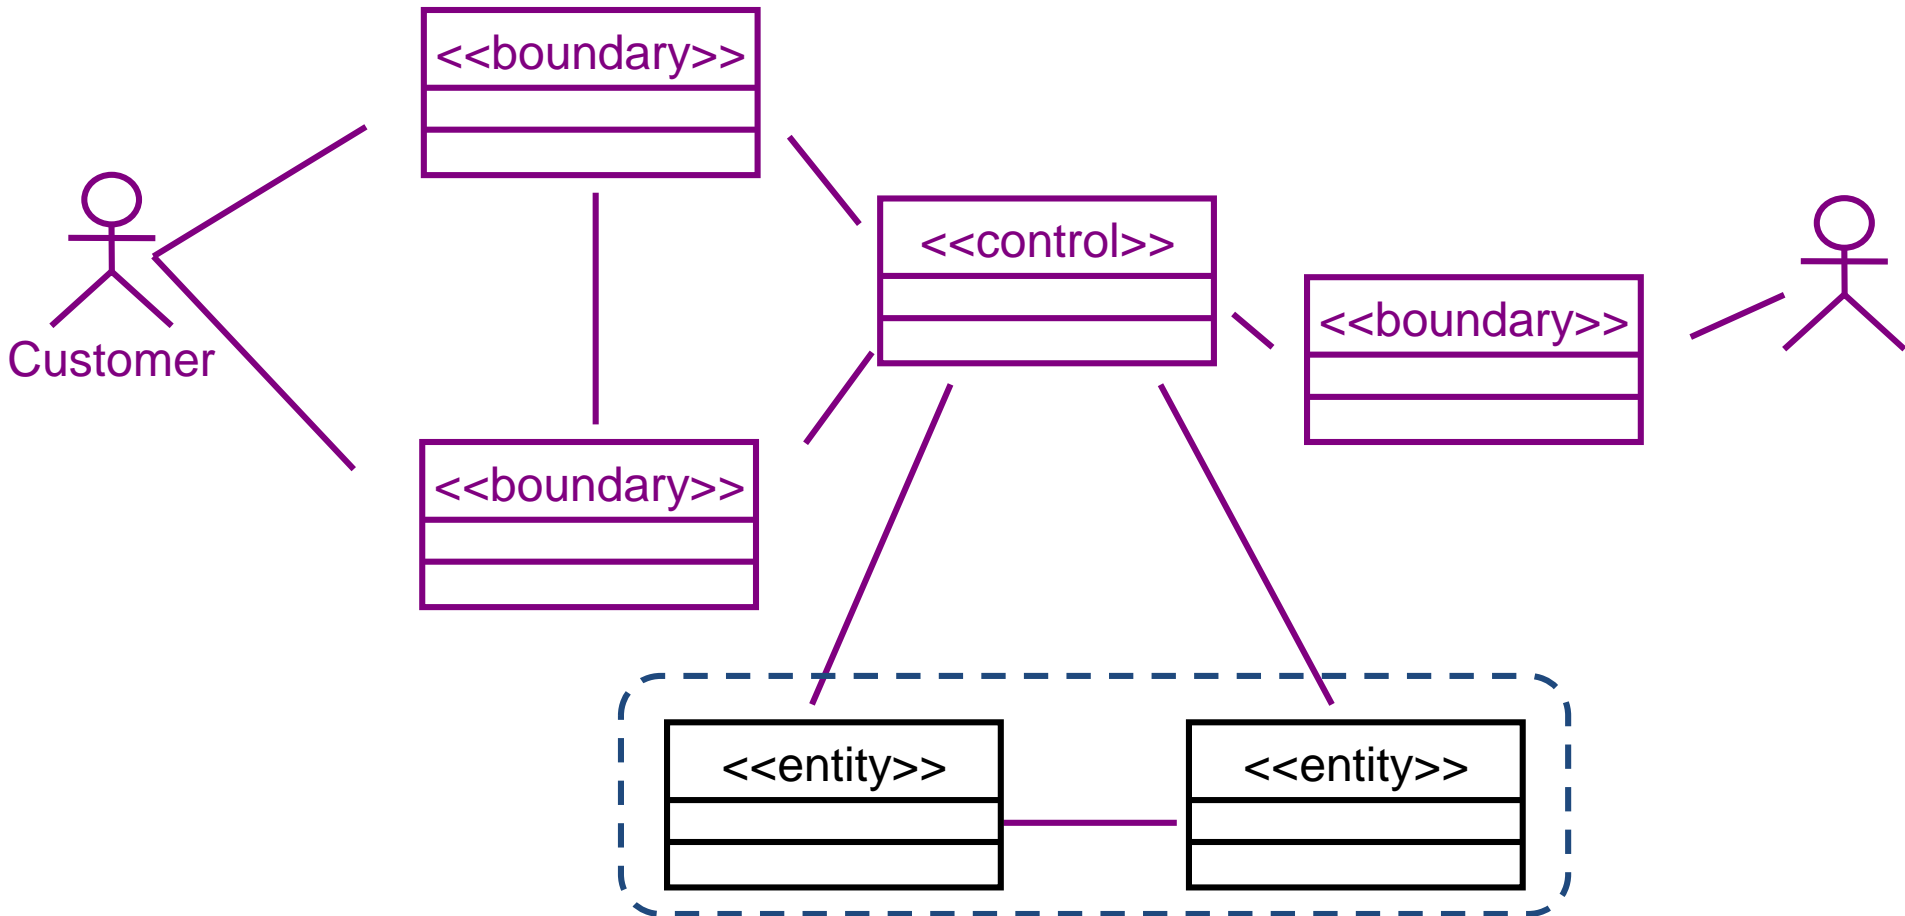 <<boundary>>
<<control>>
<<boundary>>
Customer
<<boundary>>
<<entity>>
<<entity>>